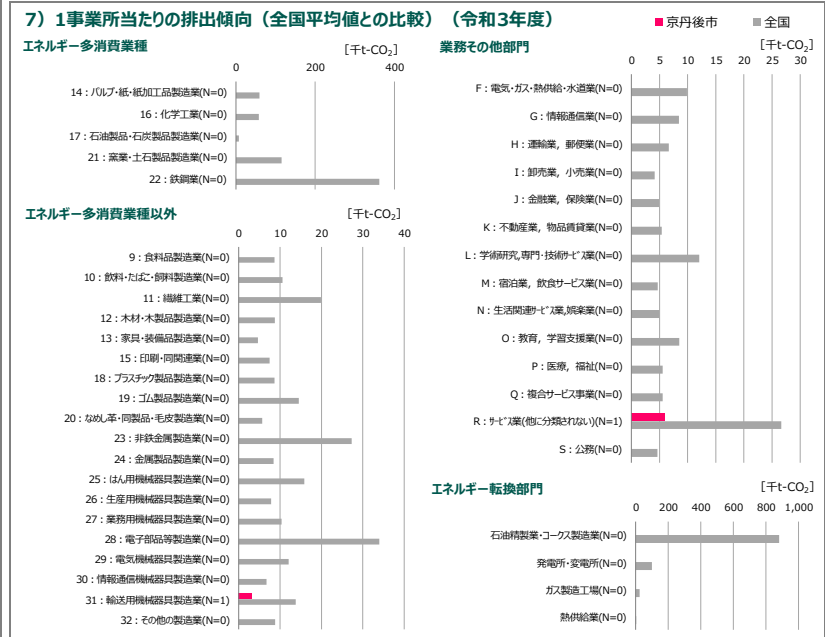 7）1事業所当たりの排出傾向（全国平均値との比較）（令和3年度）
京丹後市 全国
エネルギー多消費業種
[千t-CO₂]
0 200 400
14：パルプ・紙・紙加工品製造業(N=0)
16：化学工業(N=0)
17：石油製品・石炭製品製造業(N=0)
21：窯業・土石製品製造業(N=0)
22：鉄鋼業(N=0)
エネルギー多消費業種以外
[千t-CO₂]
0 10 20 30 40
9：食料品製造業(N=0)
10：飲料・たばこ・飼料製造業(N=0)
11：繊維工業(N=0)
12：木材・木製品製造業(N=0)
13：家具・装備品製造業(N=0)
15：印刷・同関連業(N=0)
18：プラスチック製品製造業(N=0)
19：ゴム製品製造業(N=0)
20：なめし革・同製品・毛皮製造業(N=0)
23：非鉄金属製造業(N=0)
24：金属製品製造業(N=0)
25：はん用機械器具製造業(N=0)
26：生産用機械器具製造業(N=0)
27：業務用機械器具製造業(N=0)
28：電子部品等製造業(N=0)
29：電気機械器具製造業(N=0)
30：情報通信機械器具製造業(N=0)
31：輸送用機械器具製造業(N=1)
32：その他の製造業(N=0)
業務その他部門
[千t-CO₂]
0 5 10 15 20 25 30
F：電気・ガス・熱供給・水道業(N=0)
G：情報通信業(N=0)
H：運輸業，郵便業(N=0)
I：卸売業，小売業(N=0)
J：金融業，保険業(N=0)
K：不動産業，物品賃貸業(N=0)
L：学術研究,専門・技術ｻｰﾋﾞｽ業(N=0)
M：宿泊業，飲食サービス業(N=0)
N：生活関連ｻｰﾋﾞｽ業,娯楽業(N=0)
O：教育，学習支援業(N=0)
P：医療，福祉(N=0)
Q：複合サービス事業(N=0)
R：ｻｰﾋﾞｽ業(他に分類されない)(N=1)
S：公務(N=0)
エネルギー転換部門
[千t-CO₂]
0 200 400 600 800 1,000
石油精製業・コークス製造業(N=0)
発電所・変電所(N=0)
ガス製造工場(N=0)
熱供給業(N=0)